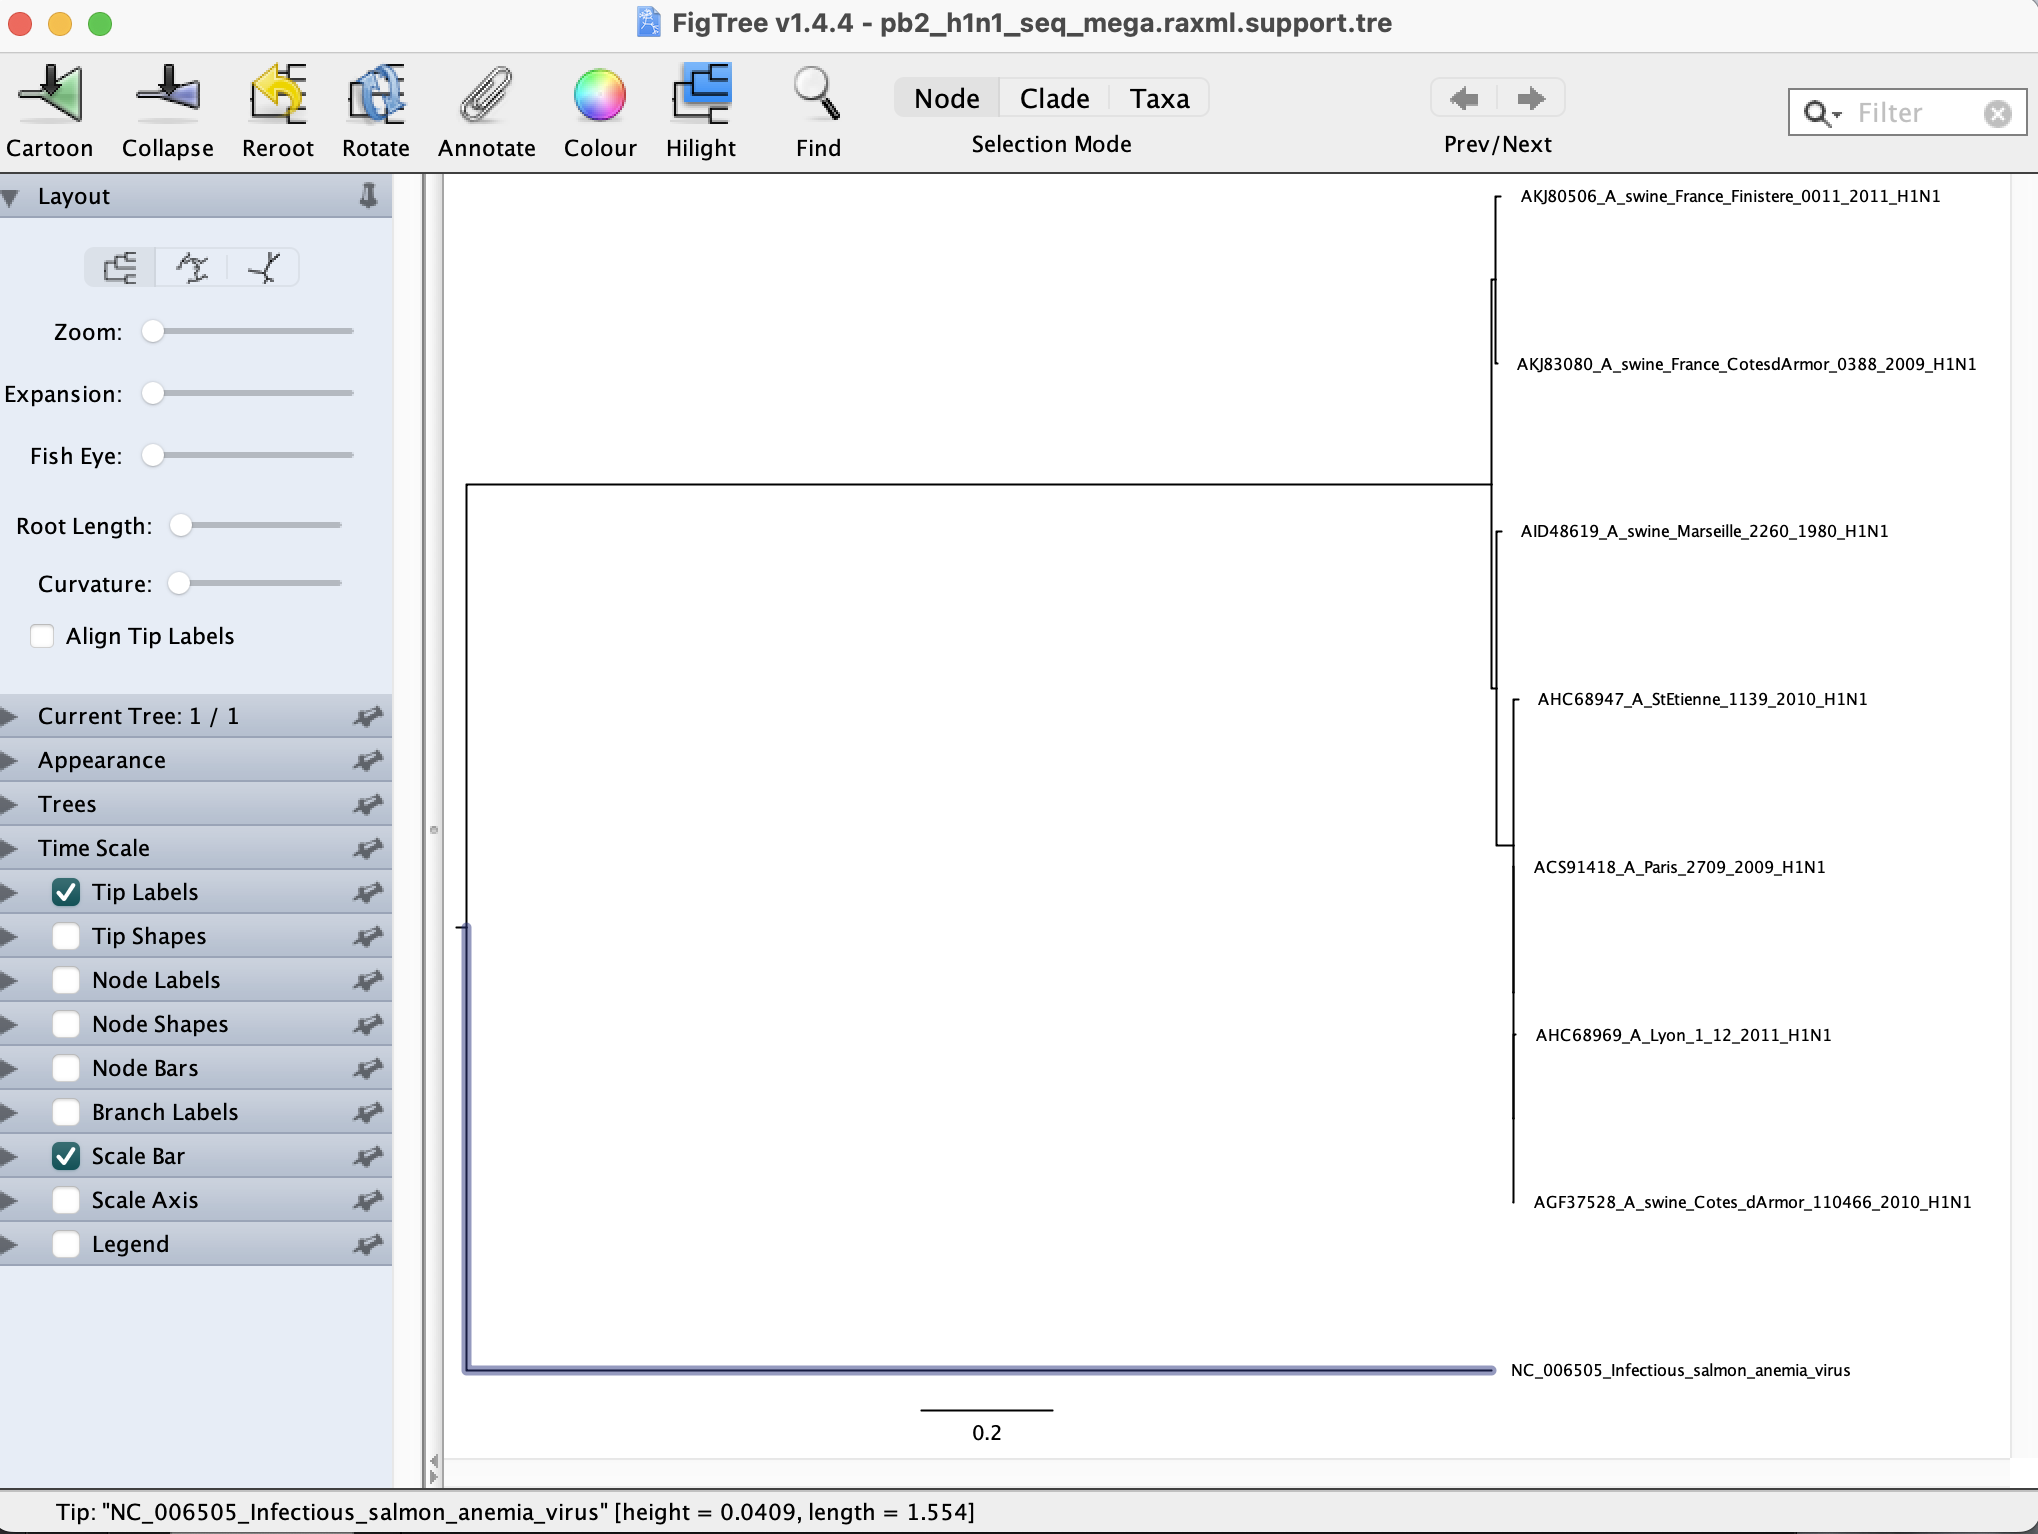 FigTree v1.4.4 - pb2_h1n1_seq_mega.raxml.support.tre
Cartoon Collapse Reroot Rotate Annotate Colour Hilight Find
Node Clade Taxa
Selection Mode
Prev/Next
Filter
Layout
Zoom:
Expansion:
Fish Eye:
Root Length:
Curvature:
Align Tip Labels
Current Tree: 1 / 1
Appearance
Trees
Time Scale
Tip Labels
Tip Shapes
Node Labels
Node Shapes
Node Bars
Branch Labels
Scale Bar
Scale Axis
Legend
AKJ80506_A_swine_France_Finistere_0011_2011_H1N1
AKJ83080_A_swine_France_CotesdArmor_0388_2009_H1N1
AID48619_A_swine_Marseille_2260_1980_H1N1
AHC68947_A_StEtienne_1139_2010_H1N1
ACS91418_A_Paris_2709_2009_H1N1
AHC68969_A_Lyon_1_12_2011_H1N1
AGF37528_A_swine_Cotes_dArmor_110466_2010_H1N1
NC_006505_Infectious_salmon_anemia_virus
0.2
Tip: "NC_006505_Infectious_salmon_anemia_virus" [height = 0.0409, length = 1.554]